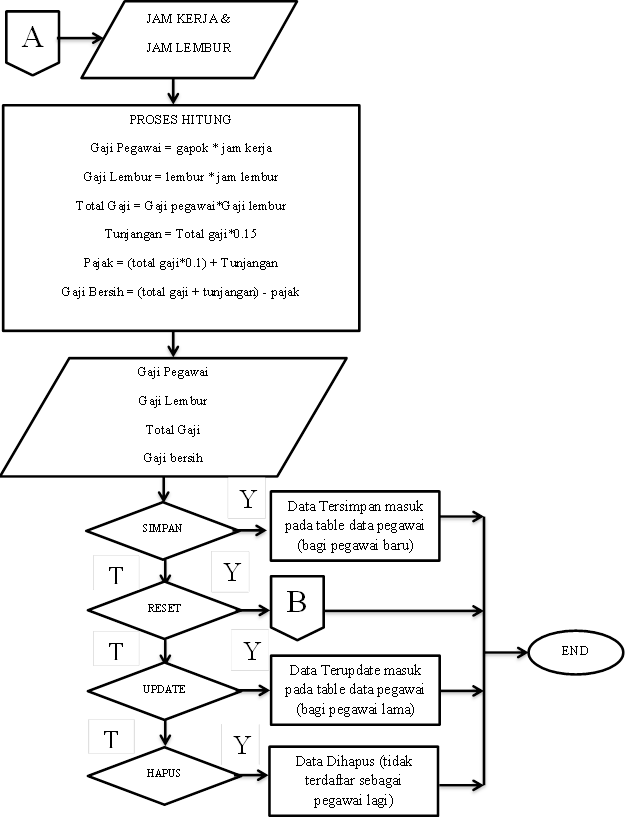 A
JAM KERJA &
JAM LEMBUR
PROSES HITUNG
Gaji Pegawai = gapok * jam kerja
Gaji Lembur = lembur * jam lembur
Total Gaji = Gaji pegawai*Gaji lembur
Tunjangan = Total gaji*0.15
Pajak = (total gaji*0.1) + Tunjangan
Gaji Bersih = (total gaji + tunjangan) - pajak
Gaji Pegawai
Gaji Lembur
Total Gaji
Gaji bersih
SIMPAN
Y
Data Tersimpan masuk
pada table data pegawai
(bagi pegawai baru)
T
RESET
Y
B
T
UPDATE
Y
Data Terupdate masuk
pada table data pegawai
(bagi pegawai lama)
END
T
HAPUS
Y
Data Dihapus (tidak
terdaftar sebagai
pegawai lagi)